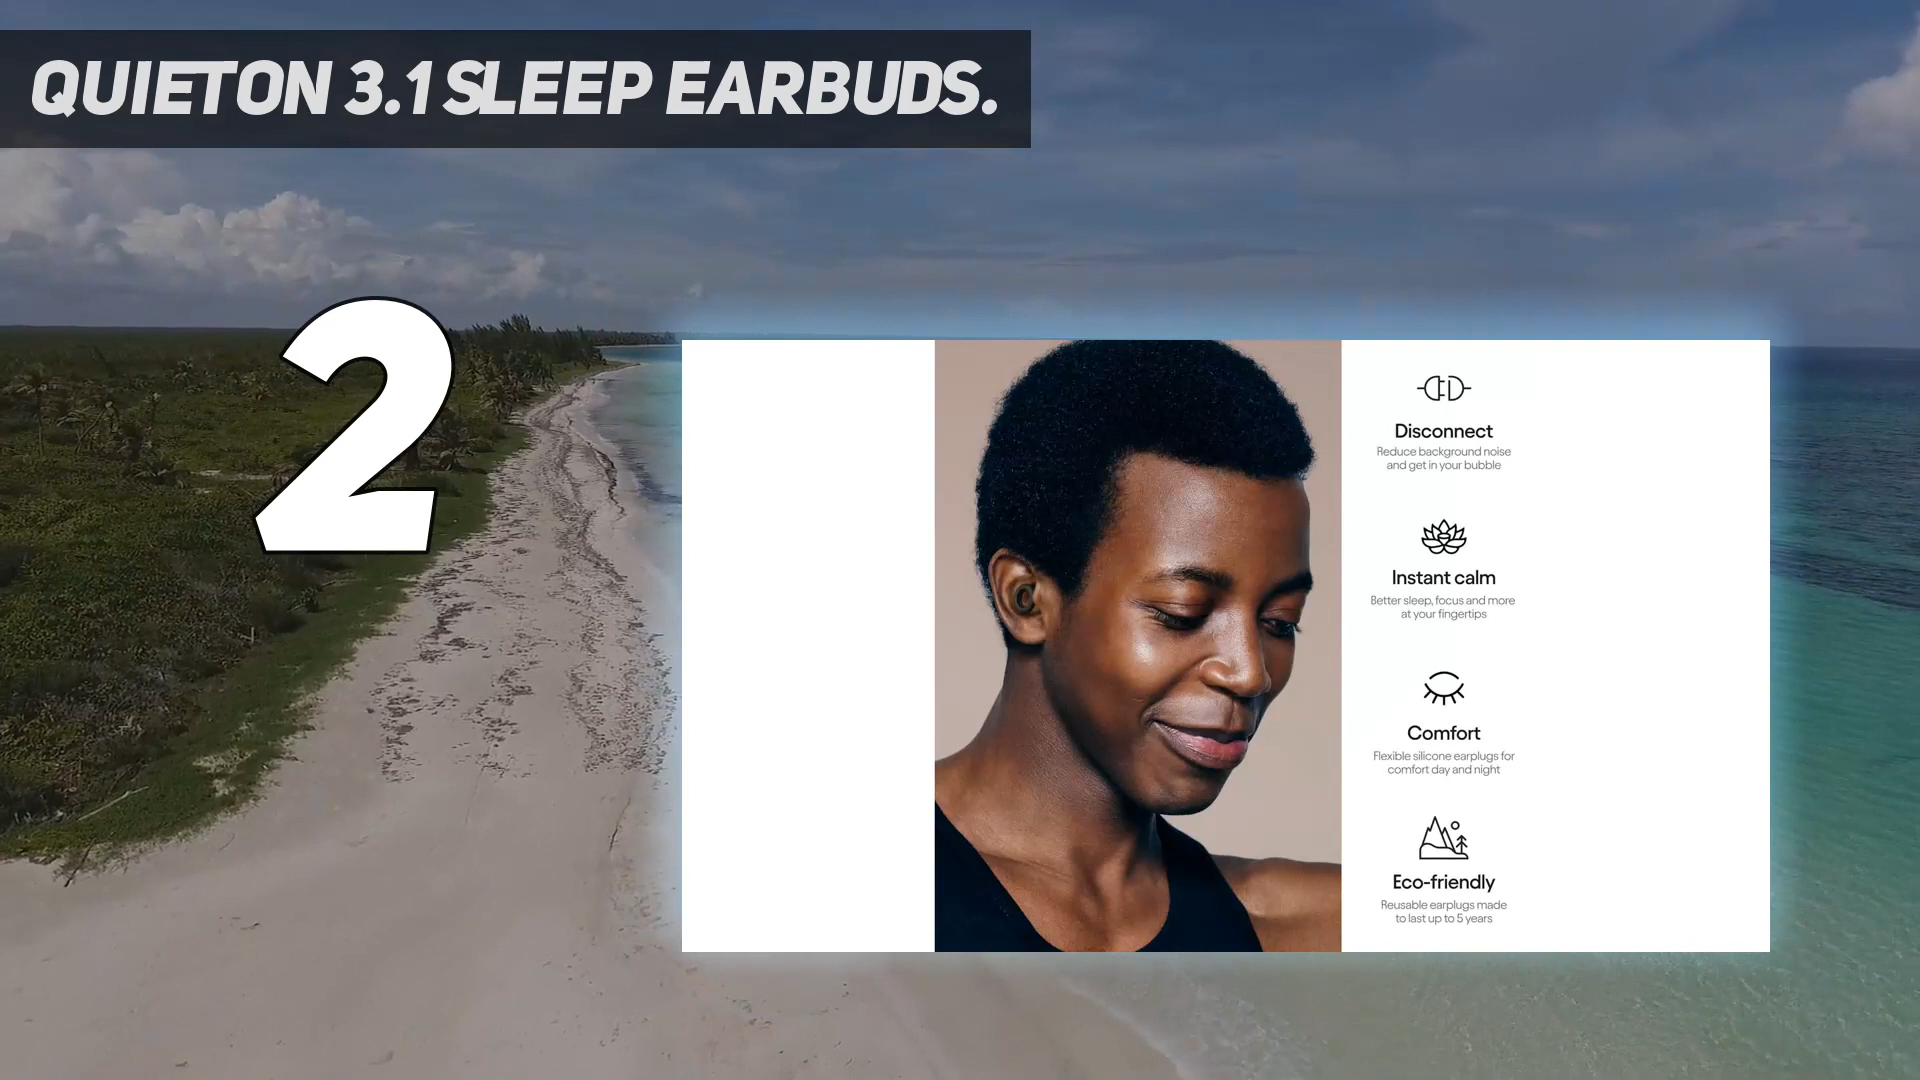 QUIETON 3.1 SLEEP EARBUDS.
2
Disconnect
Reduce background noise
and get in your bubble
Instant calm
Better sleep, focus and more
at your fingertips
Comfort
Flexible silicone earplugs for
comfort day and night
Eco-friendly
Reusable earplugs made
to last up to 5 years